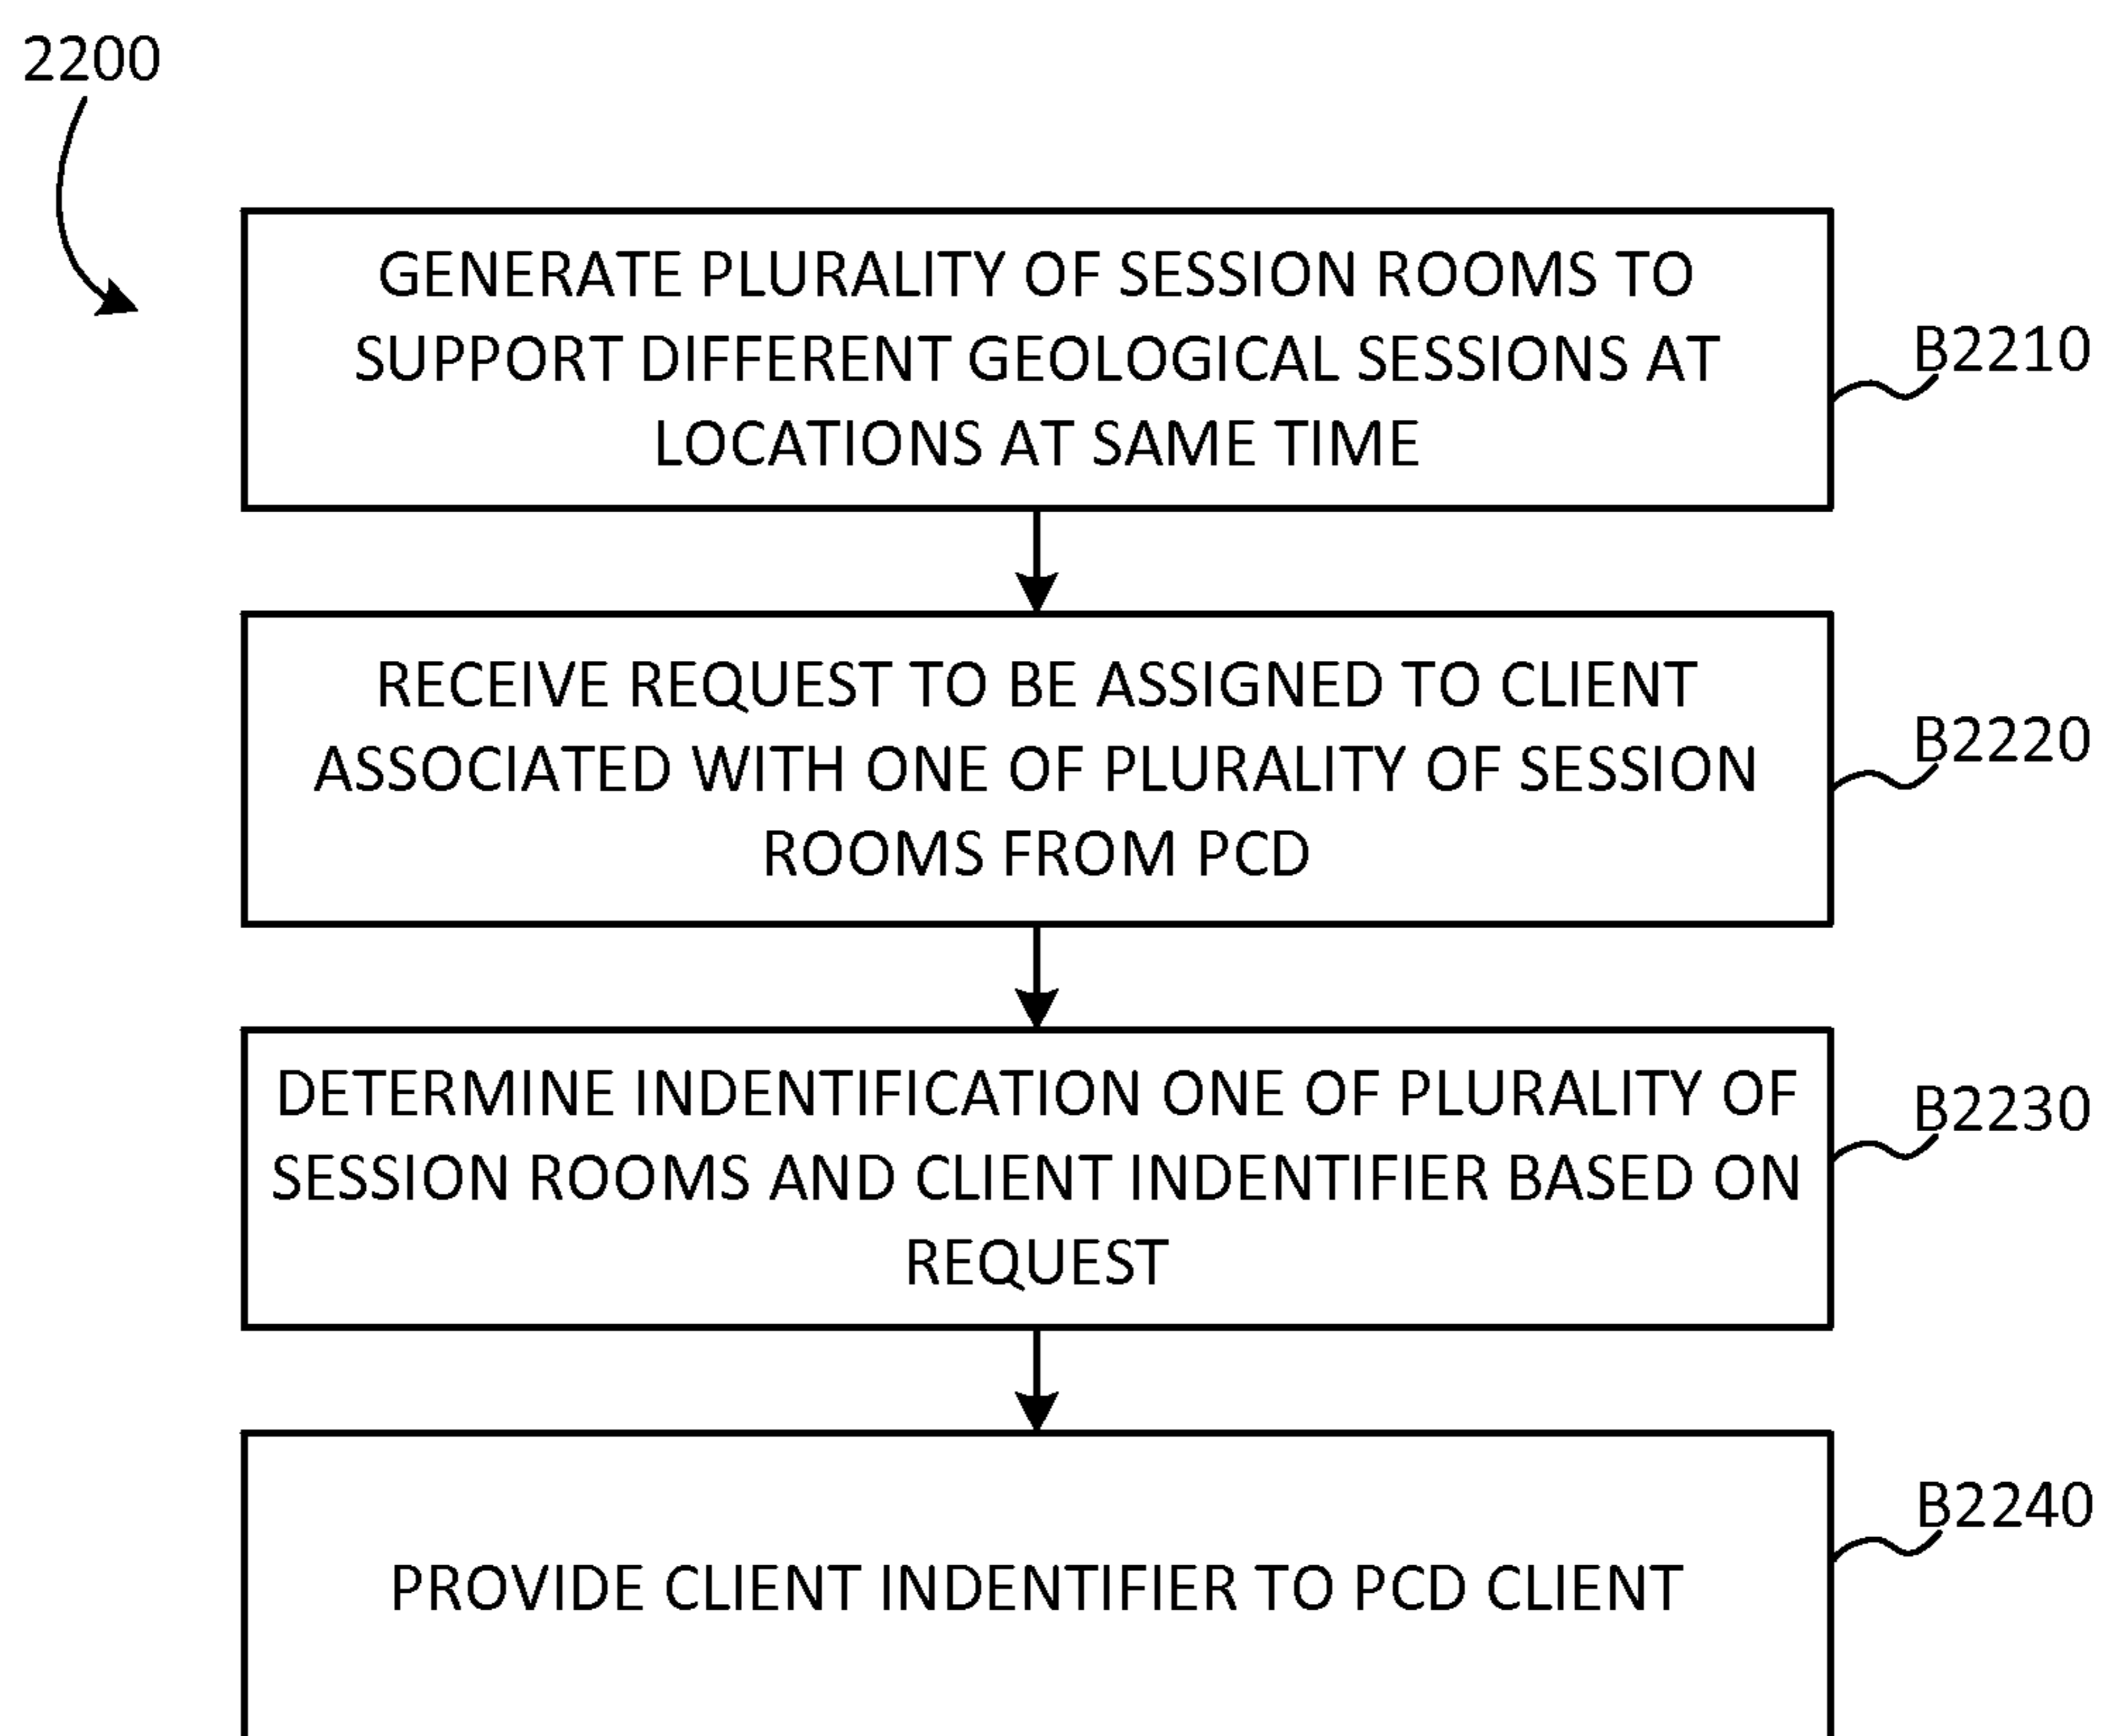 2200
GENERATE PLURALITY OF SESSION ROOMS TO
SUPPORT DIFFERENT GEOLOGICAL SESSIONS AT
LOCATIONS AT SAME TIME
B2210
RECEIVE REQUEST TO BE ASSIGNED TO CLIENT
ASSOCIATED WITH ONE OF PLURALITY OF SESSION
ROOMS FROM PCD
B2220
DETERMINE INDENTIFICATION ONE OF PLURALITY OF
SESSION ROOMS AND CLIENT INDENTIFIER BASED ON
REQUEST
B2230
PROVIDE CLIENT INDENTIFIER TO PCD CLIENT
B2240